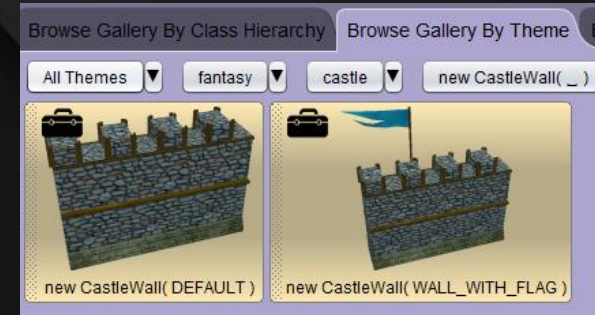 Browse Gallery By Class Hierarchy Browse Gallery By Theme
All Themes fantasy castle new CastleWall( _ )
new CastleWall( DEFAULT ) new CastleWall( WALL_WITH_FLAG )